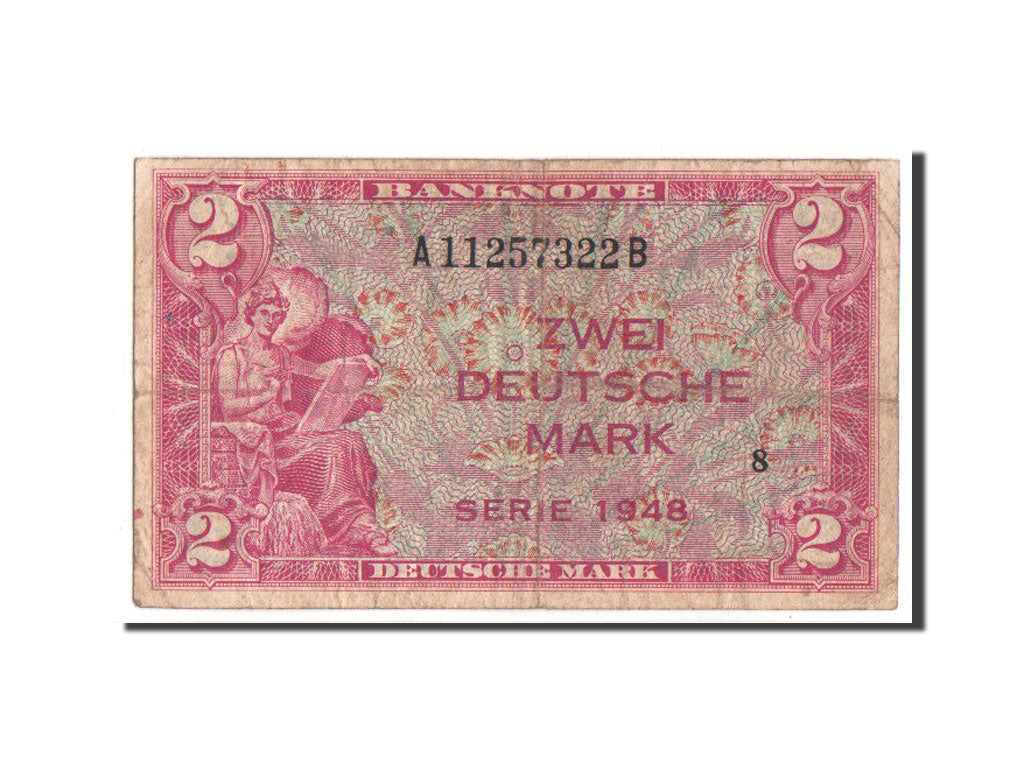 2 BANKNOTE 2
A11257322B
ZWEI
DEUTSCHE
MARK
8
SERIE 1948
2 DEUTSCHE MARK 2